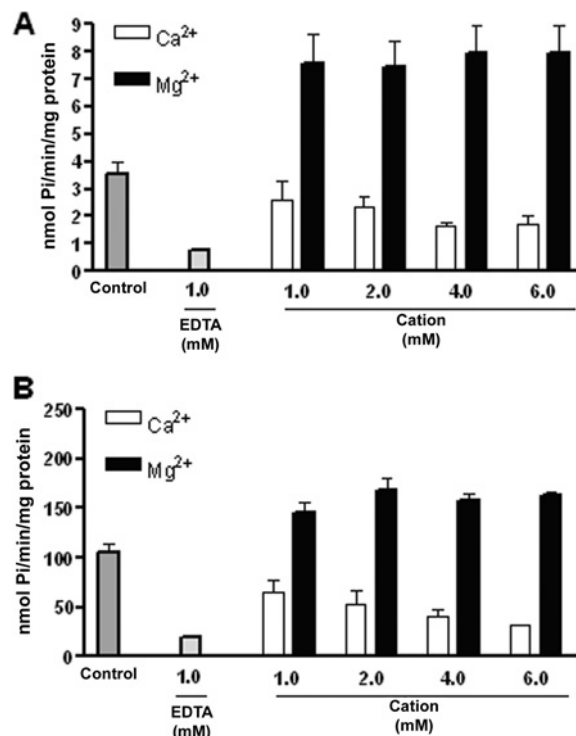 A
nmol Pi/min/mg protein
9
8
7
6
5
4
3
2
1
0
Ca²⁺
Mg²⁺
Control
1.0
EDTA
(mM)
1.0 2.0 4.0 6.0
Cation
(mM)
B
nmol Pi/min/mg protein
250
200
150
100
50
0
Ca²⁺
Mg²⁺
Control
1.0
EDTA
(mM)
1.0 2.0 4.0 6.0
Cation
(mM)